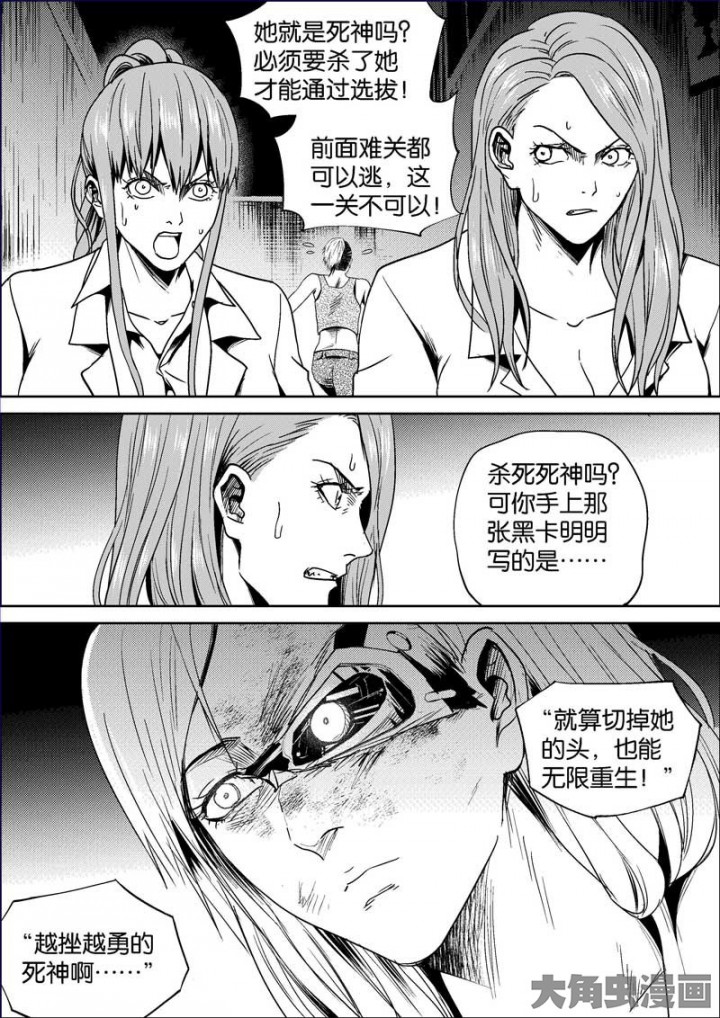 她就是死神吗？
必须要杀了她
才能通过选拔！
前面难关都
可以逃，这
一关不可以！
杀死死神吗？
可你手上那
张黑卡明明
写的是……
“就算切掉她
的头，也能
无限重生！”
“越挫越勇的
死神啊……”
大角虫漫画